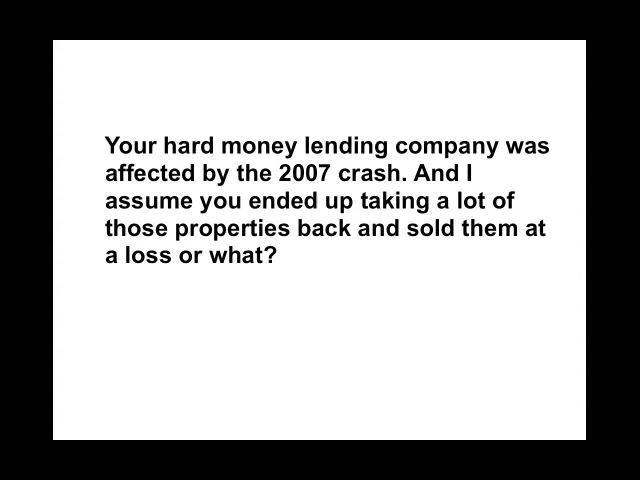 Your hard money lending company was
affected by the 2007 crash. And I
assume you ended up taking a lot of
those properties back and sold them at
a loss or what?